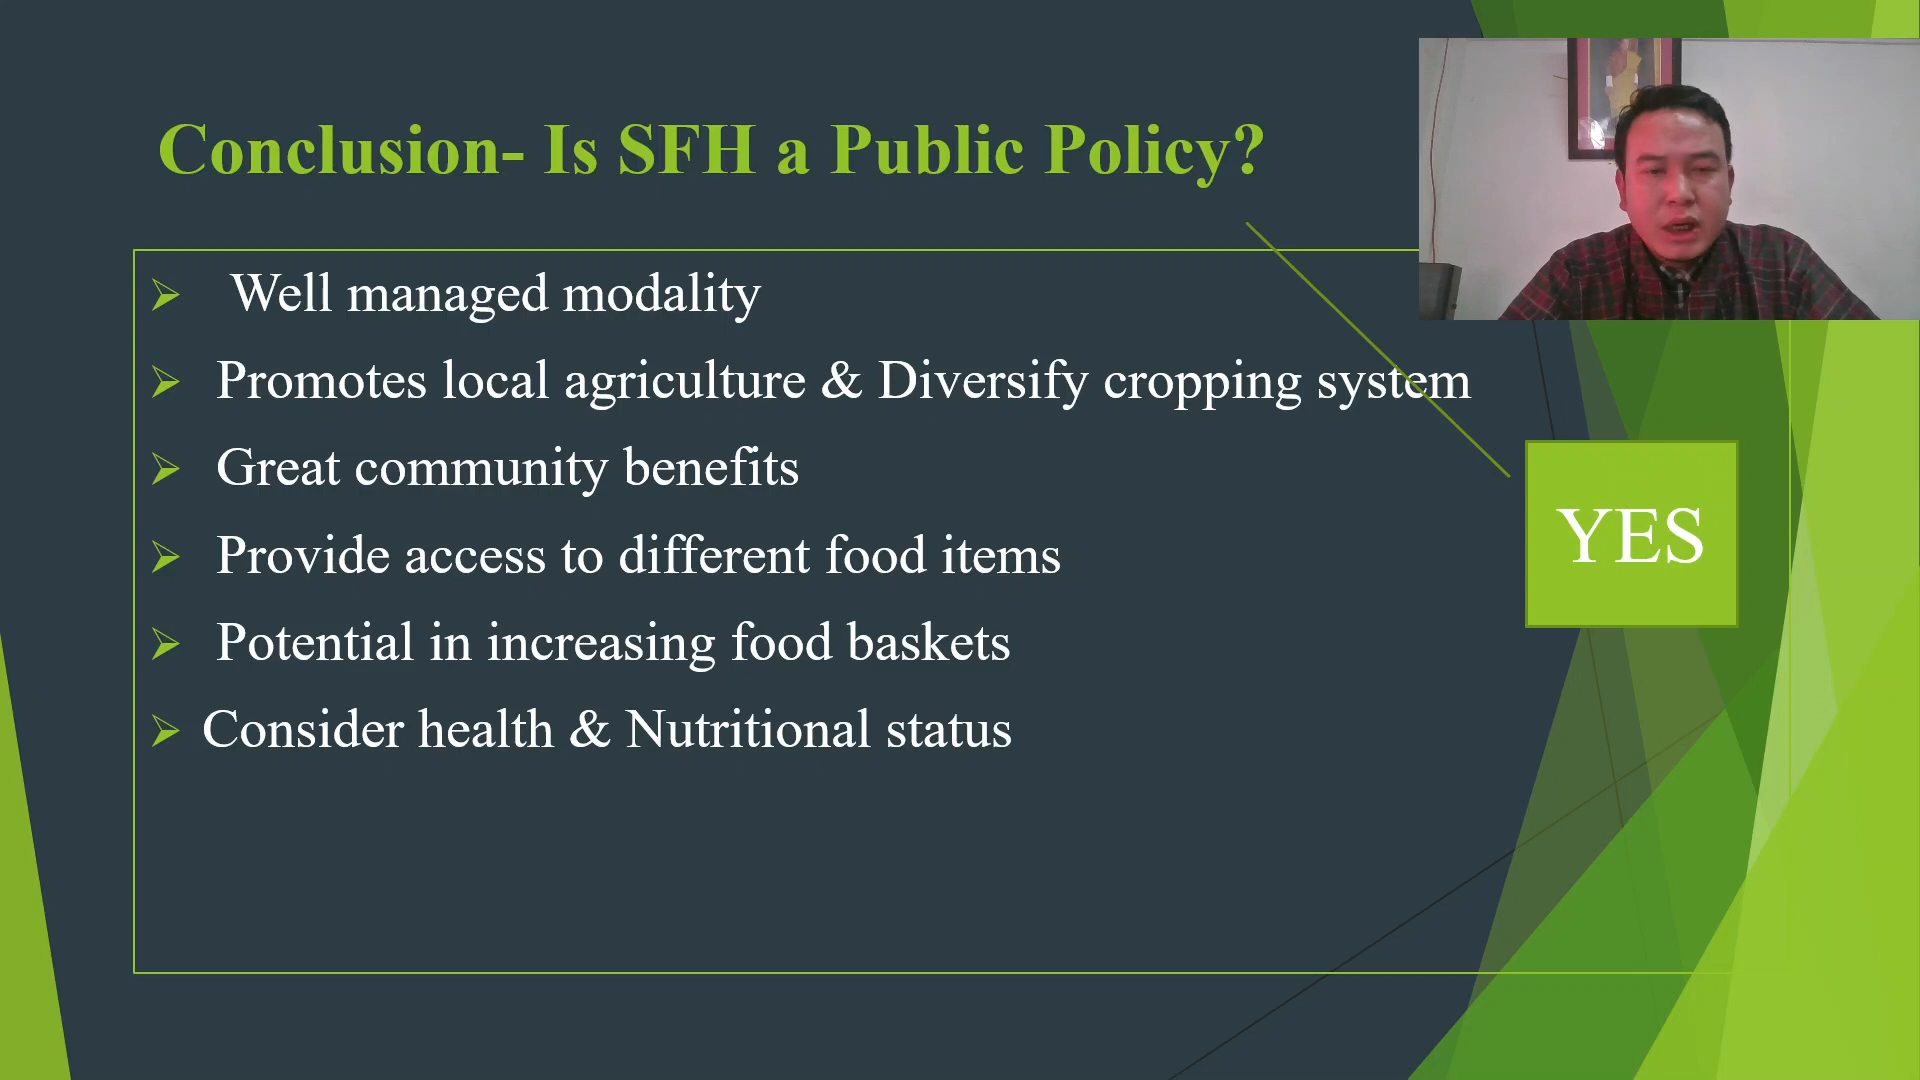 Conclusion- Is SFH a Public Policy?
Well managed modality
Promotes local agriculture & Diversify cropping system
Great community benefits
Provide access to different food items
Potential in increasing food baskets
Consider health & Nutritional status
YES